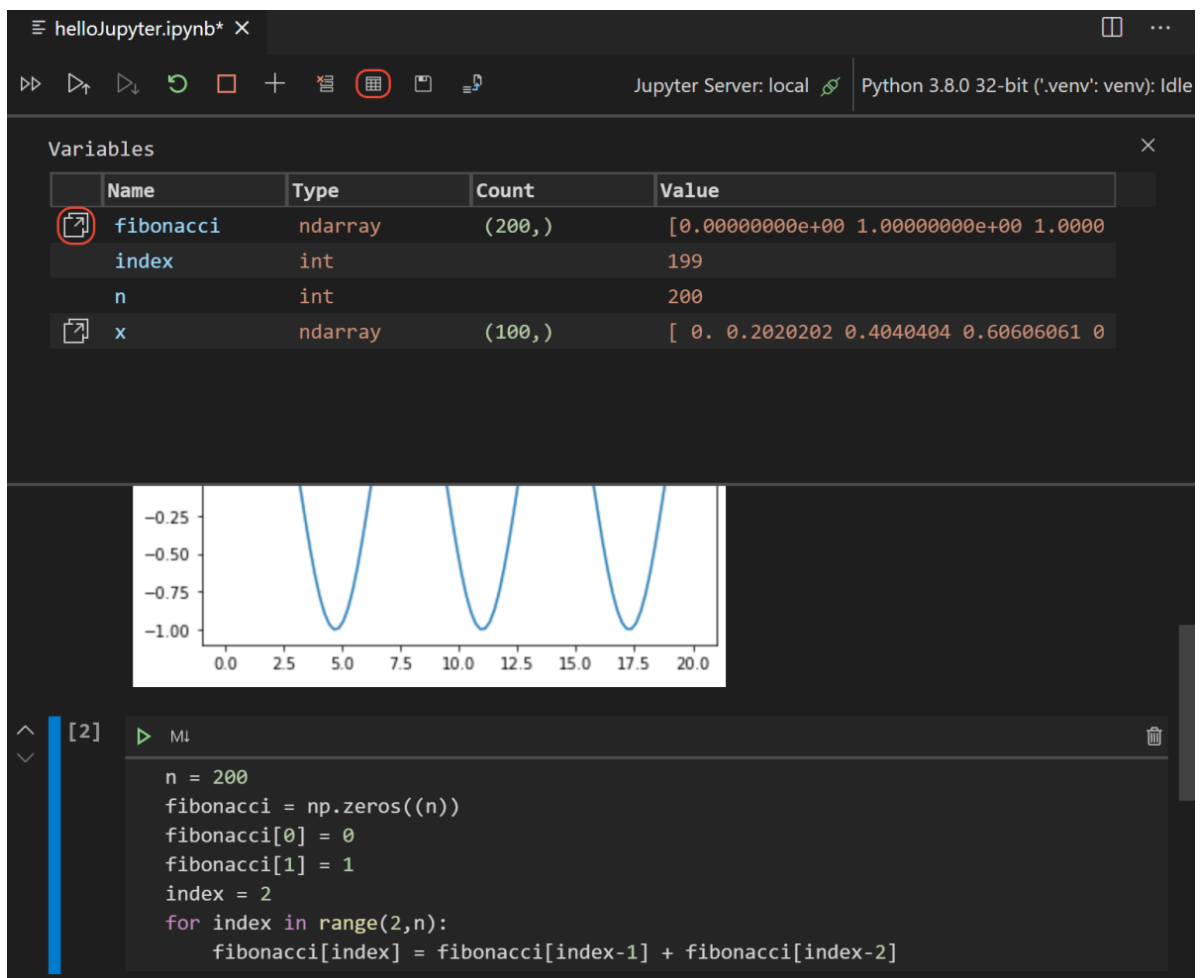 helloJupyter.ipynb*
Jupyter Server: local Python 3.8.0 32-bit ('.venv': venv): Idle
Variables
Name Type Count Value
fibonacci ndarray (200,) [0.00000000e+00 1.00000000e+00 1.0000
index int 199
n int 200
x ndarray (100,) [ 0. 0.2020202 0.4040404 0.60606061 0
−0.25
−0.50
−0.75
−1.00
0.0 2.5 5.0 7.5 10.0 12.5 15.0 17.5 20.0
[2] M↓
n = 200
fibonacci = np.zeros((n))
fibonacci[0] = 0
fibonacci[1] = 1
index = 2
for index in range(2,n):
    fibonacci[index] = fibonacci[index-1] + fibonacci[index-2]